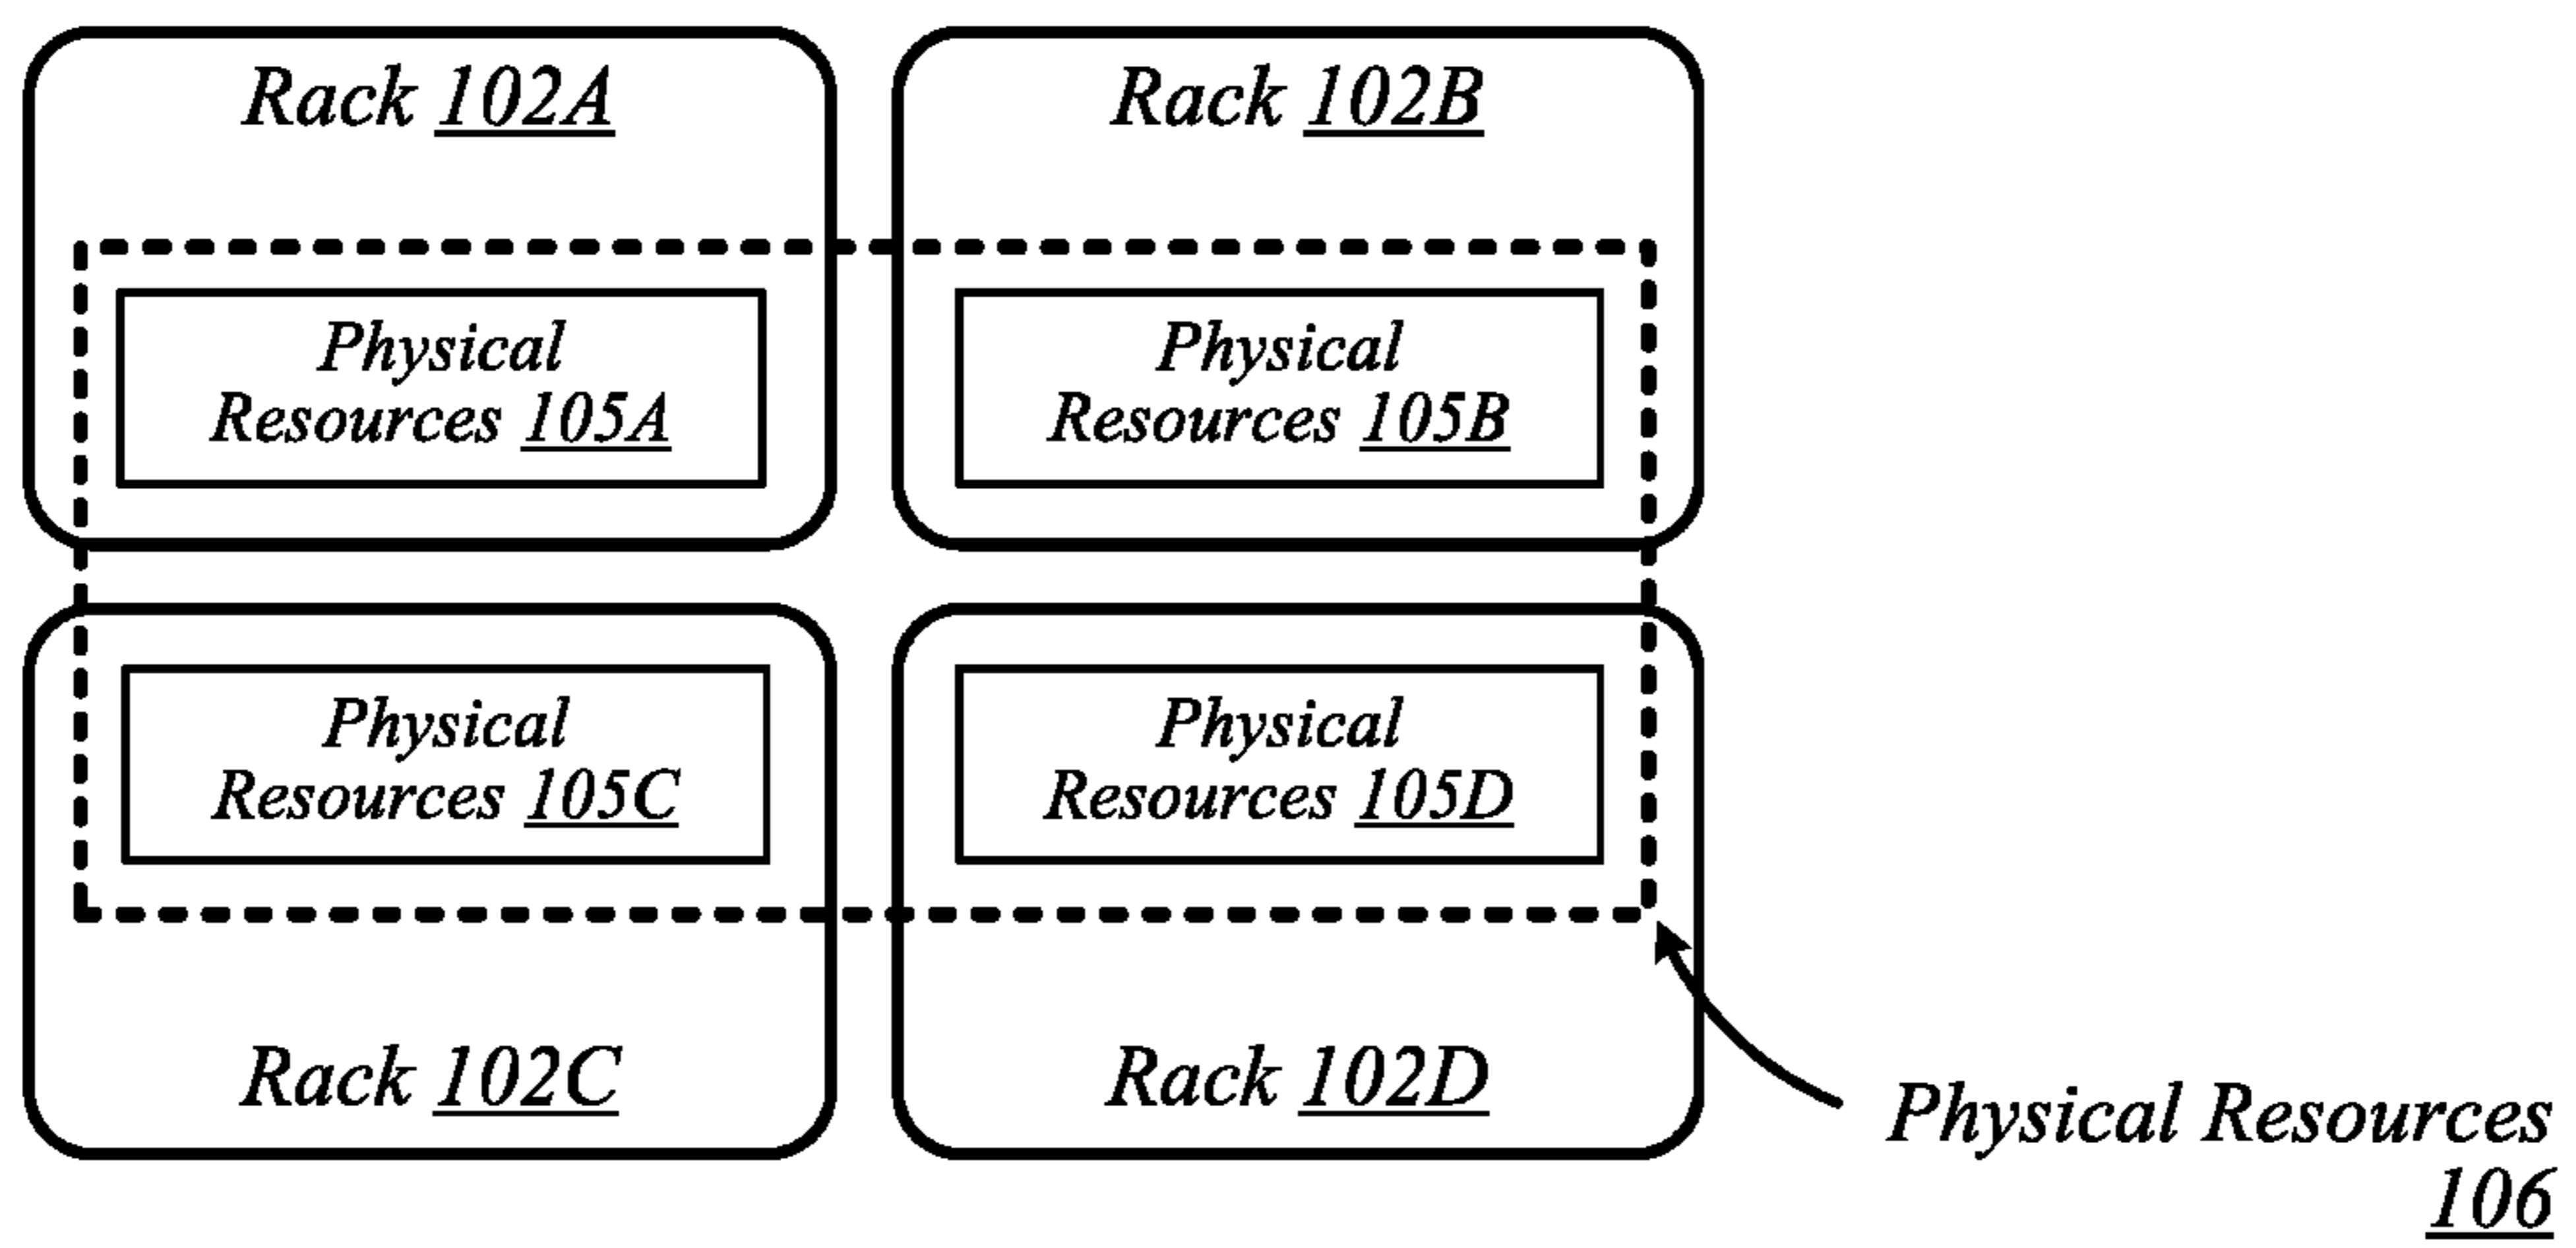 Rack 102A
Rack 102B
Physical
Resources 105A
Physical
Resources 105B
Physical
Resources 105C
Physical
Resources 105D
Rack 102C
Rack 102D
Physical Resources
106